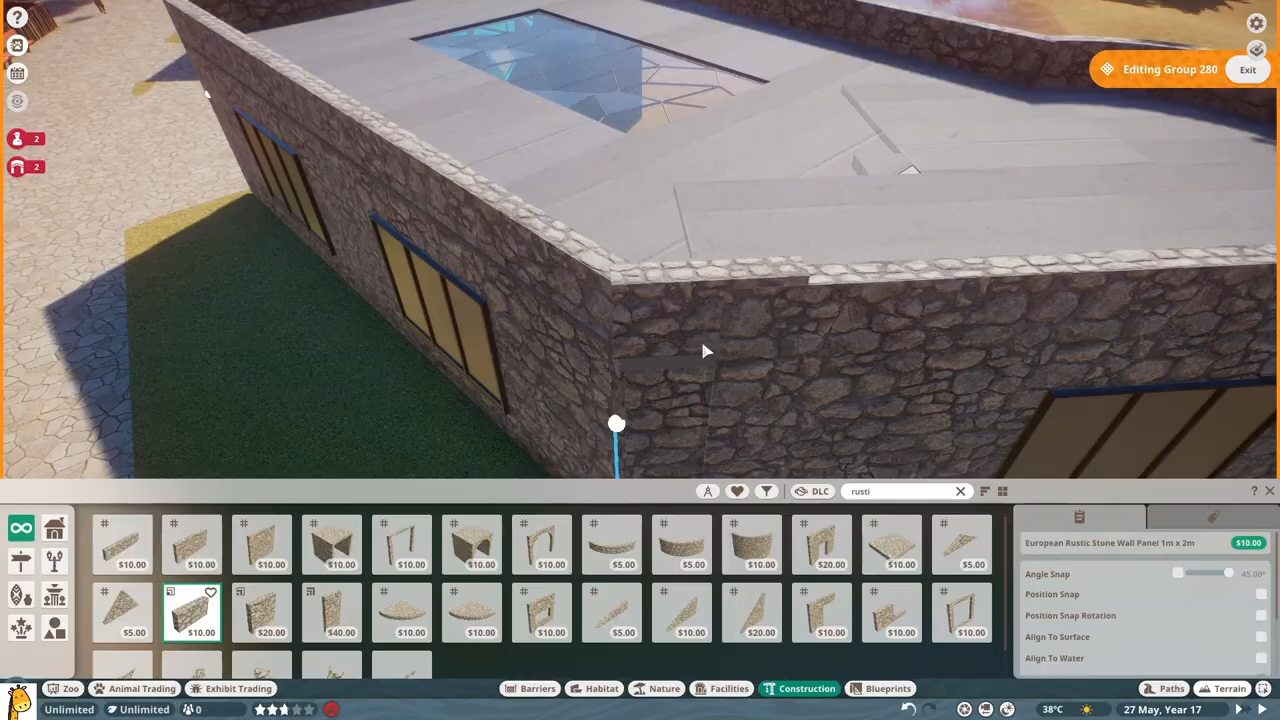 ?
Editing Group 280
Exit
2
2
DLC
rusti
?
$10.00 $10.00 $10.00 $10.00 $10.00 $10.00 $10.00 $5.00 $5.00 $10.00 $20.00 $10.00 $5.00
$5.00 $10.00 $20.00 $40.00 $10.00 $10.00 $10.00 $5.00 $10.00 $20.00 $10.00 $10.00 $10.00
European Rustic Stone Wall Panel 1m x 2m $10.00
Angle Snap 45.00°
Position Snap
Position Snap Rotation
Align To Surface
Align To Water
Zoo Animal Trading Exhibit Trading Barriers Habitat Nature Facilities Construction Blueprints Paths Terrain
Unlimited Unlimited 0 38°C 27 May, Year 17